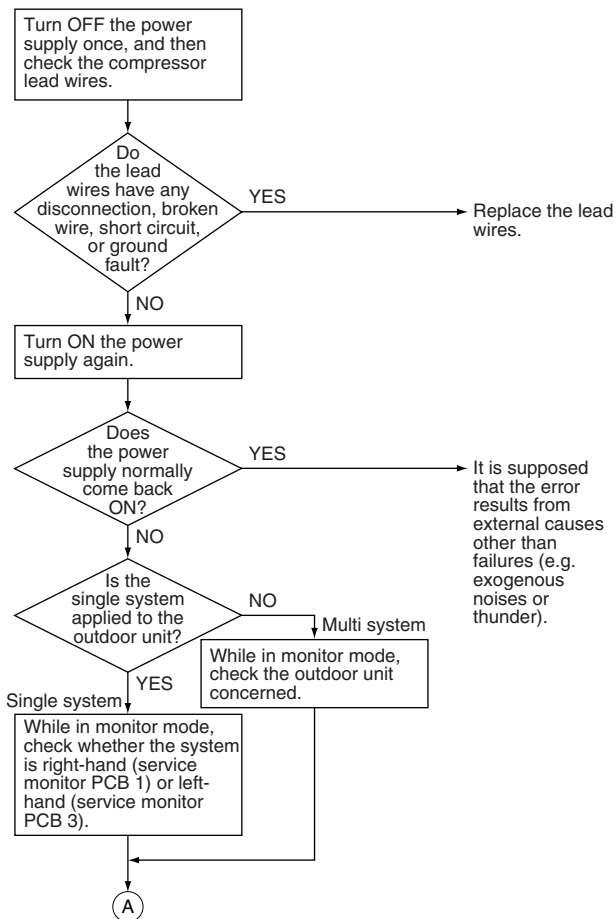 Turn OFF the power
supply once, and then
check the compressor
lead wires.
Do
the lead
wires have any
disconnection, broken
wire, short circuit,
or ground
fault?
YES
Replace the lead
wires.
NO
Turn ON the power
supply again.
Does
the power
supply normally
come back
ON?
YES
It is supposed
that the error
results from
external causes
other than
failures (e.g.
exogenous
noises or
thunder).
NO
Is the
single system
applied to the
outdoor unit?
NO
Multi system
While in monitor mode,
check the outdoor unit
concerned.
YES
Single system
While in monitor mode,
check whether the system
is right-hand (service
monitor PCB 1) or left-
hand (service monitor
PCB 3).
A